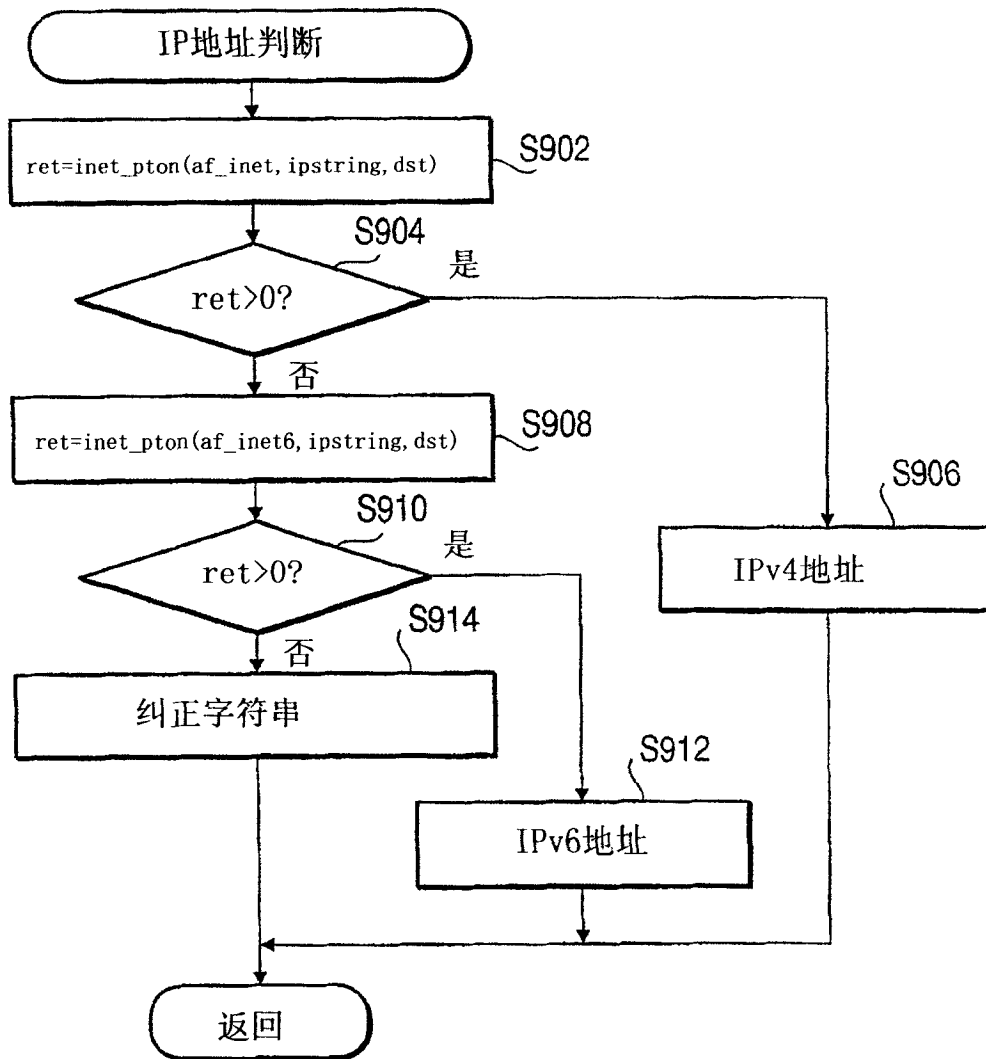 IP地址判断
ret=inet_pton(af_inet,ipstring,dst)
S902
S904
ret>0?
是
否
ret=inet_pton(af_inet6,ipstring,dst)
S908
S906
IPv4地址
S910
ret>0?
是
否
S914
纠正字符串
S912
IPv6地址
返回